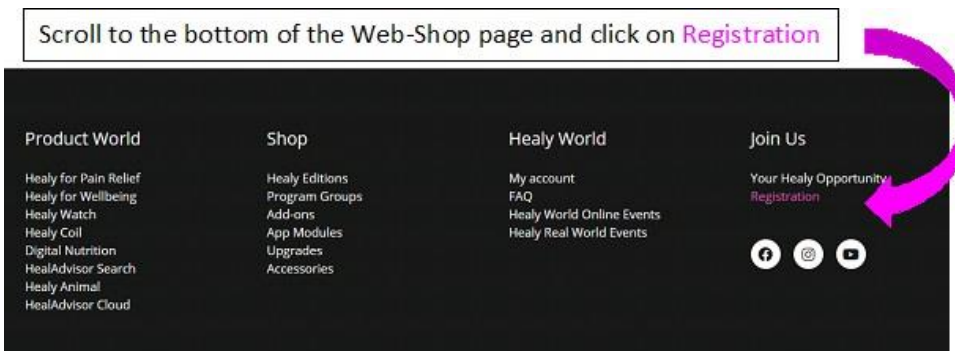 Scroll to the bottom of the Web-Shop page and click on Registration
Product World
Healy for Pain Relief
Healy for Wellbeing
Healy Watch
Healy Coil
Digital Nutrition
HealAdvisor Search
Healy Animal
HealAdvisor Cloud
Shop
Healy Editions
Program Groups
Add-ons
App Modules
Upgrades
Accessories
Healy World
My account
FAQ
Healy World Online Events
Healy Real World Events
Join Us
Your Healy Opportunity
Registration